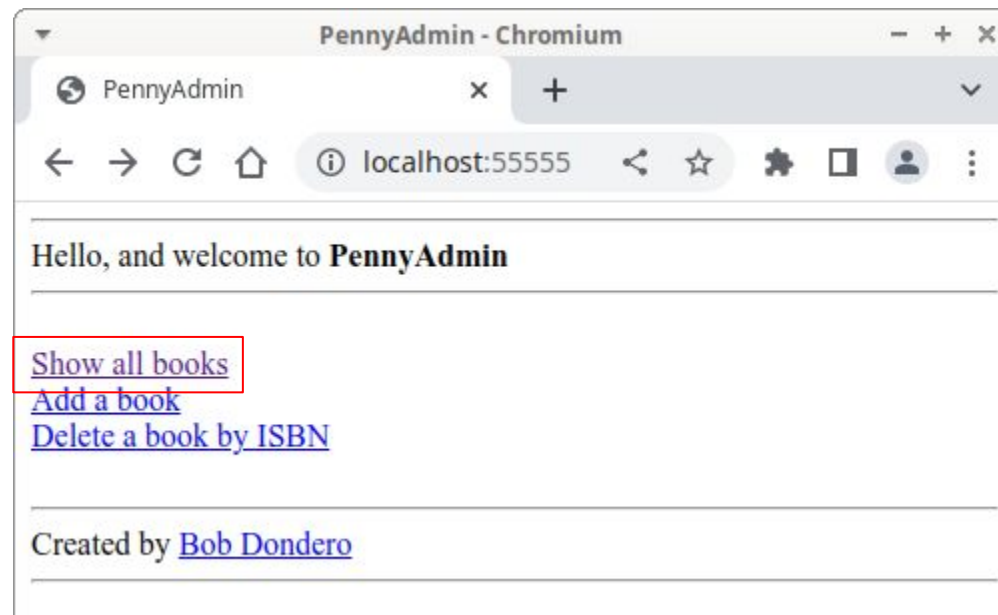 PennyAdmin - Chromium
PennyAdmin
localhost:55555
Hello, and welcome to PennyAdmin
Show all books
Add a book
Delete a book by ISBN
Created by Bob Dondero